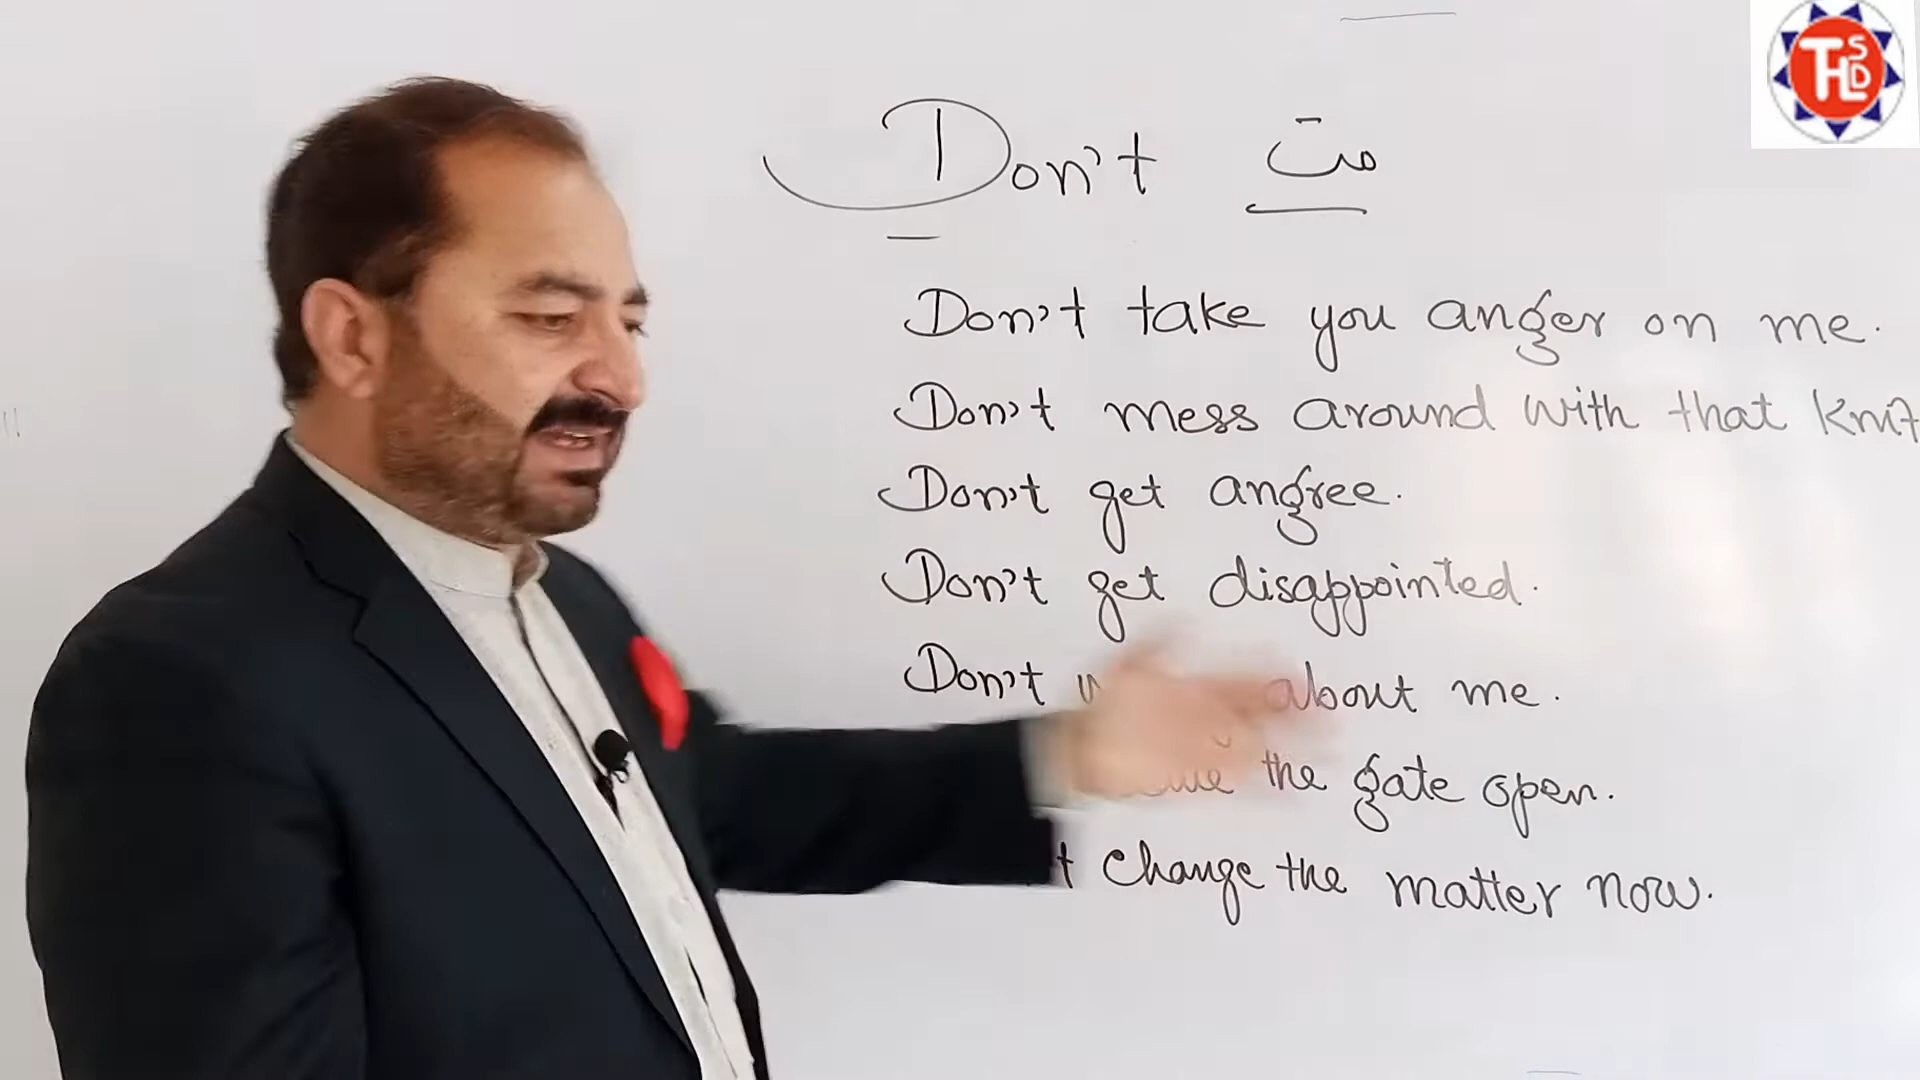 Don't مت
Don't take you anger on me.
Don't mess around with that
Don't get angree.
Don't get disappointed.
Don't about me.
the gate open.
change the matter now.
THLSD